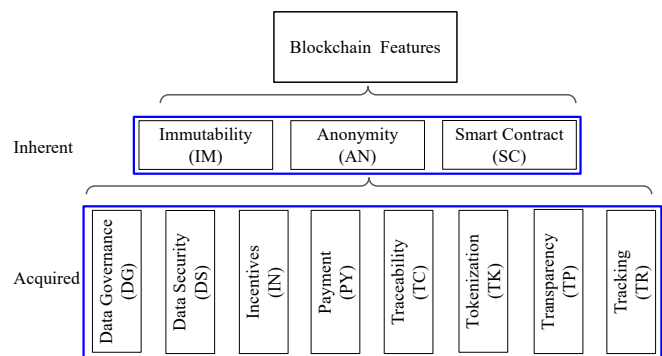 Blockchain Features
Inherent
Immutability
(IM)
Anonymity
(AN)
Smart Contract
(SC)
Acquired
Data Governance
(DG)
Data Security
(DS)
Incentives
(IN)
Payment
(PY)
Traceability
(TC)
Tokenization
(TK)
Transparency
(TP)
Tracking
(TR)